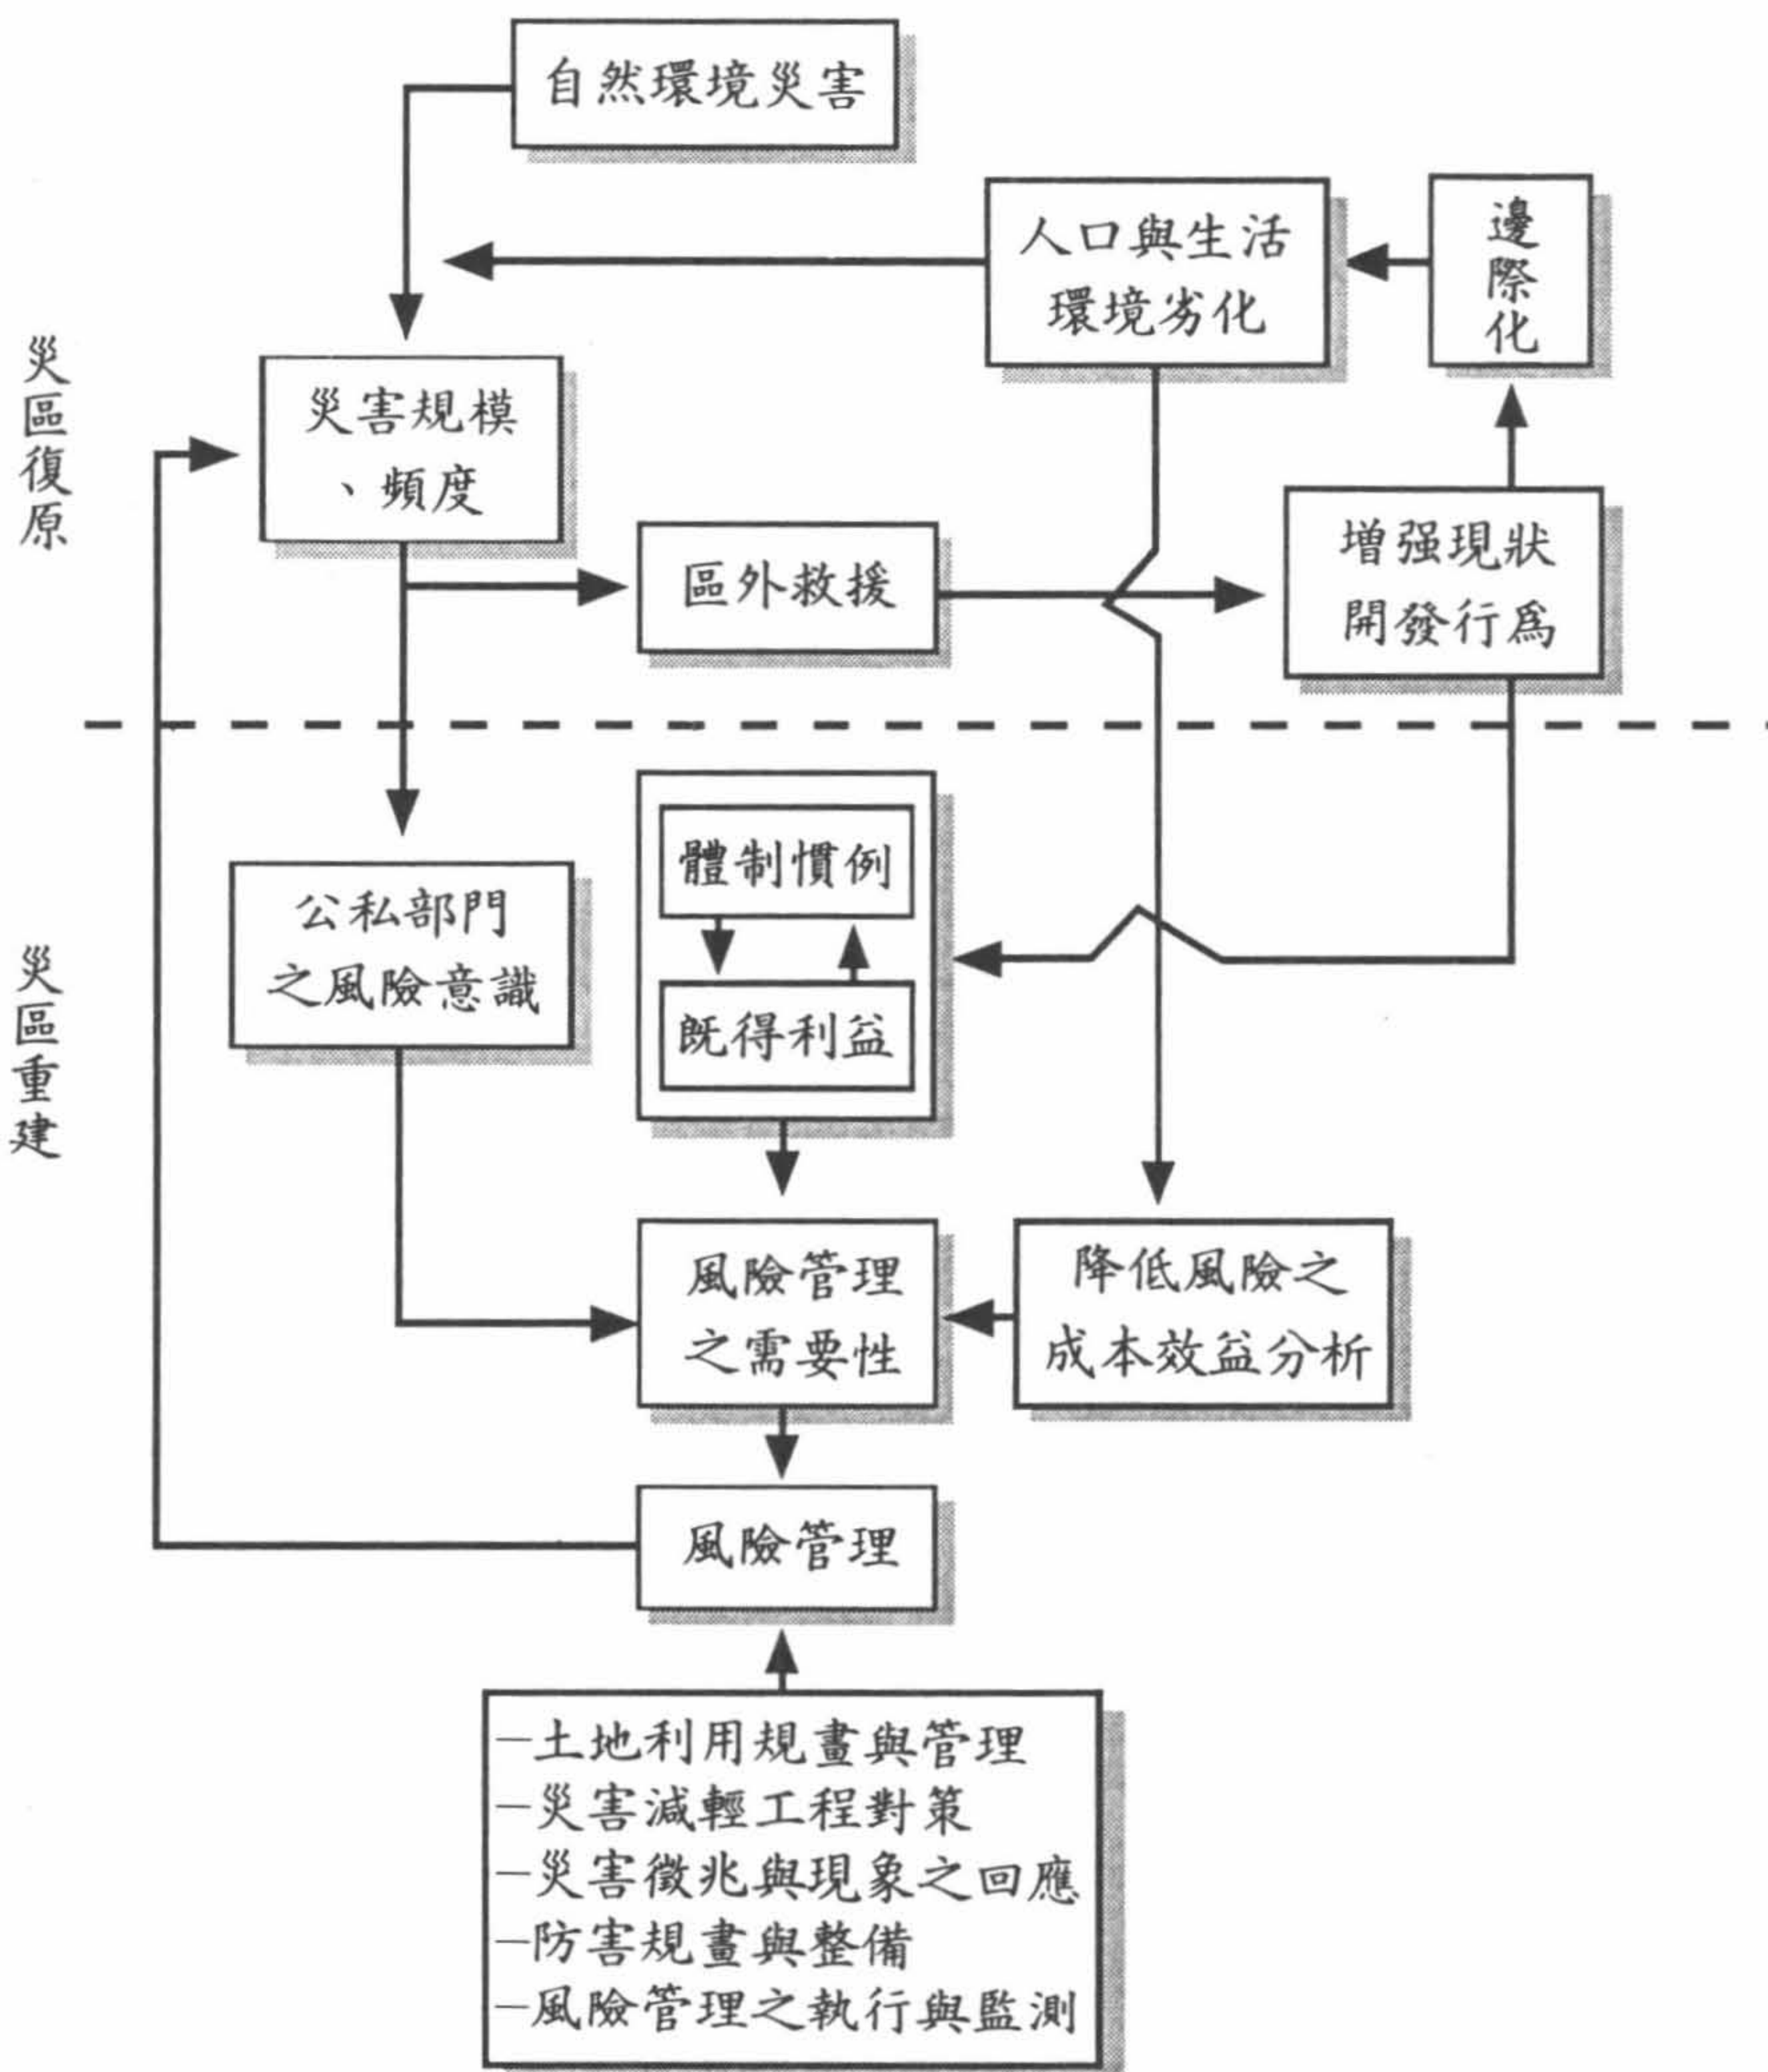 自然環境災害
人口與生活
環境劣化
邊際化
災區復原
災害規模
、頻度
區外救援
增强現狀
開發行爲
災區重建
公私部門
之風險意識
體制慣例
既得利益
風險管理
之需要性
降低風險之
成本效益分析
風險管理
—土地利用規畫與管理
—災害減輕工程對策
—災害徵兆與現象之回應
—防害規畫與整備
—風險管理之執行與監測